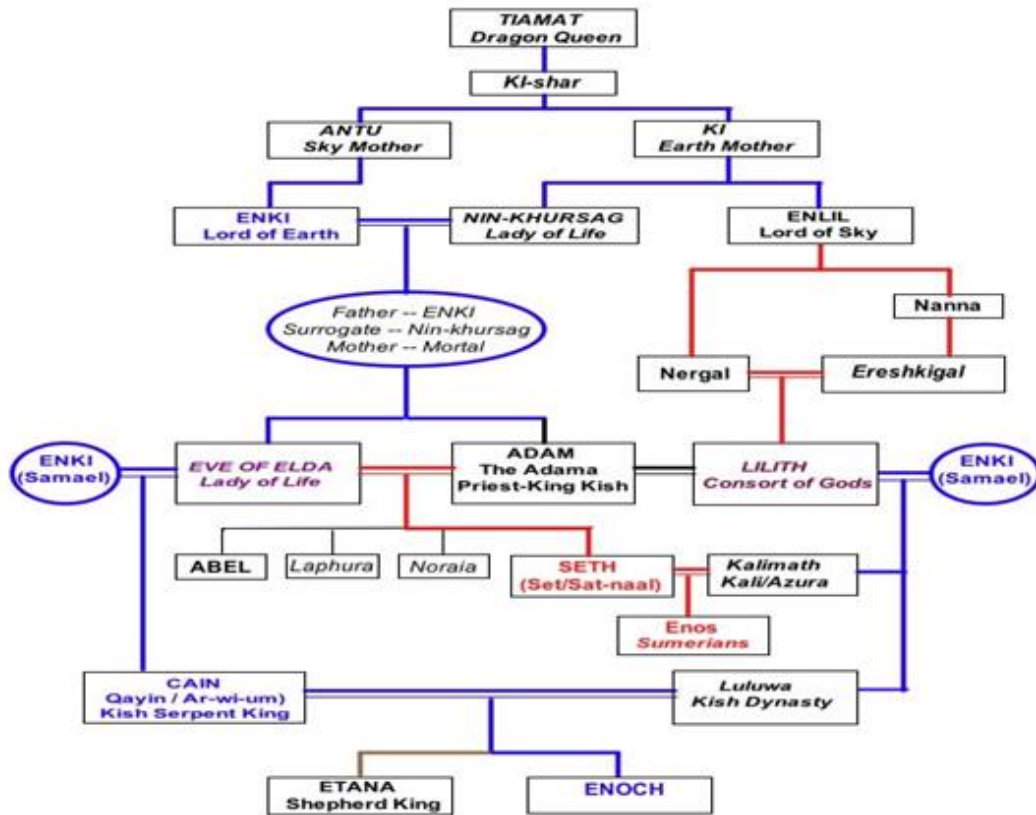 TIAMAT
Dragon Queen
KI-shar
ANTU
Sky Mother
KI
Earth Mother
ENKI
Lord of Earth
NIN-KHURSAG
Lady of Life
ENLIL
Lord of Sky
Father -- ENKI
Surrogate -- Nin-khursag
Mother -- Mortal
Nanna
Nergal
Ereshkigal
ENKI
(Samael)
EVE OF ELDA
Lady of Life
ADAM
The Adama
Priest-King Kish
LILITH
Consort of Gods
ENKI
(Samael)
ABEL
Laphura
Noraia
SETH
(Set/Sat-naal)
Kalimath
Kali/Azura
Enos
Sumerians
CAIN
Qayin / Ar-wi-um)
Kish Serpent King
Luluwa
Kish Dynasty
ETANA
Shepherd King
ENOCH